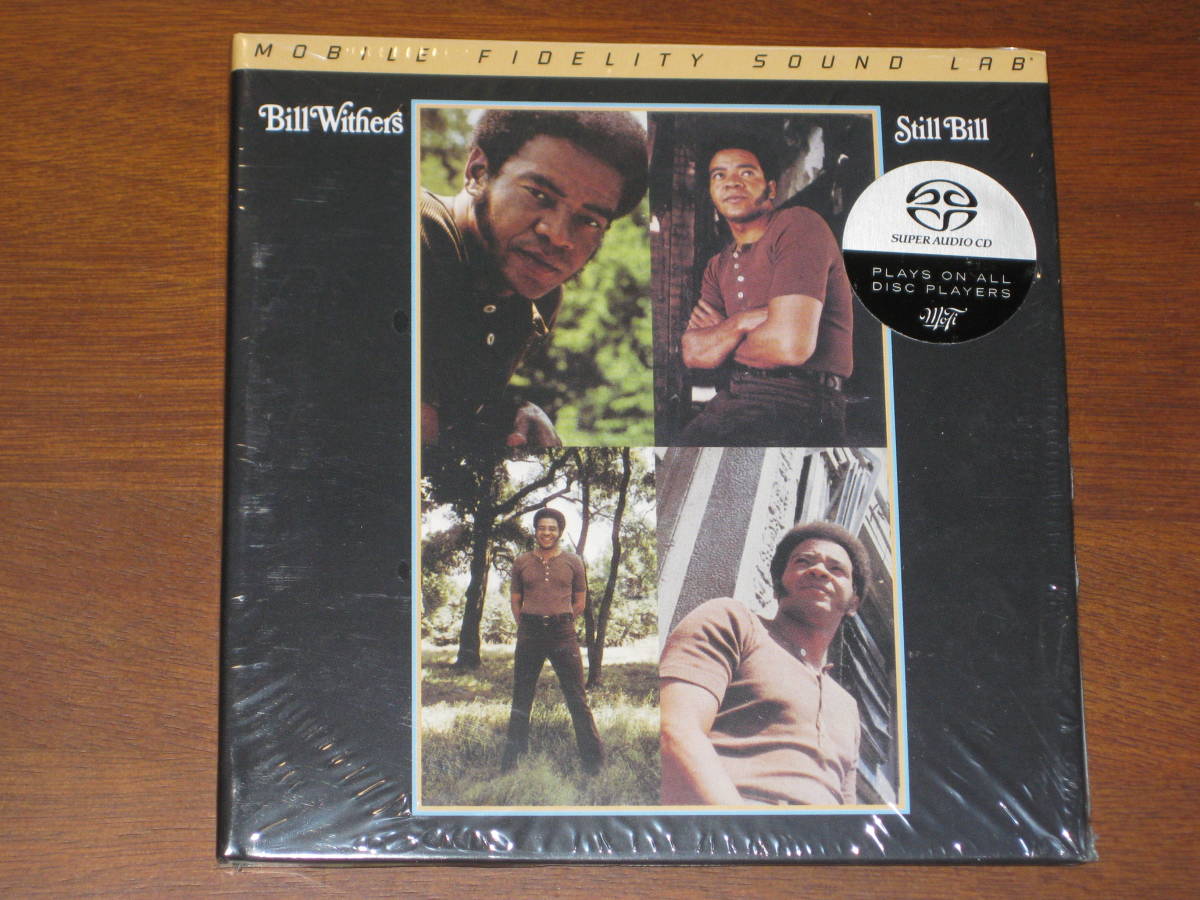 MOBILE FIDELITY SOUND LAB
Bill Withers
Still Bill
SUPER AUDIO CD
PLAYS ON ALL
DISC PLAYERS
MoFi